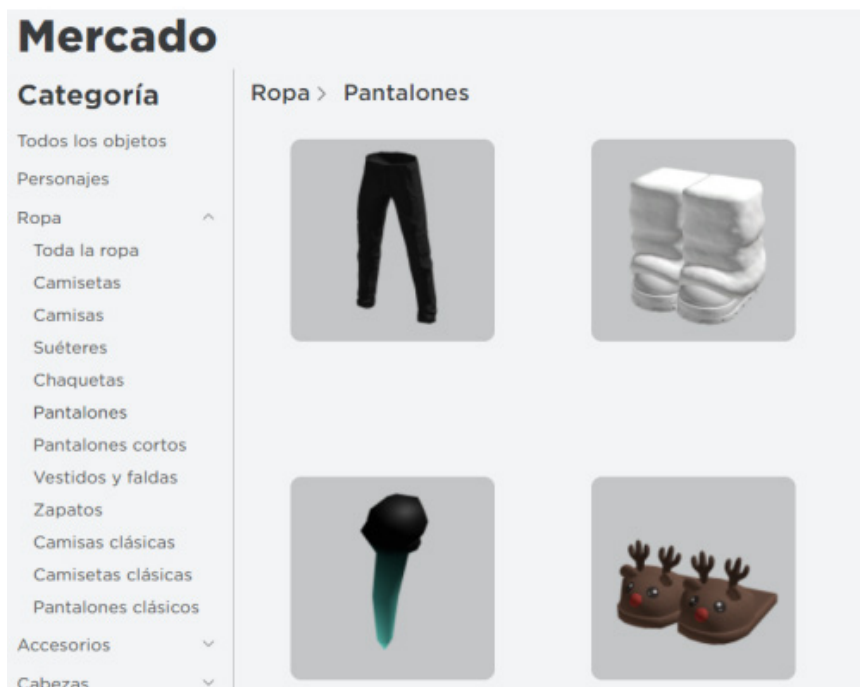 Mercado
Categoría
Todos los objetos
Personajes
Ropa
Toda la ropa
Camisetas
Camisas
Suéteres
Chaquetas
Pantalones
Pantalones cortos
Vestidos y faldas
Zapatos
Camisas clásicas
Camisetas clásicas
Pantalones clásicos
Accesorios
Cabezas
Ropa > Pantalones